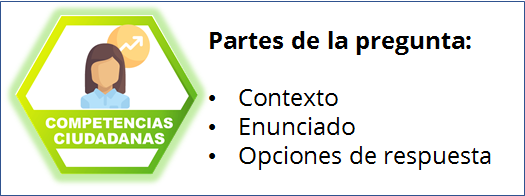 COMPETENCIAS
CIUDADANAS
Partes de la pregunta:
• Contexto
• Enunciado
• Opciones de respuesta